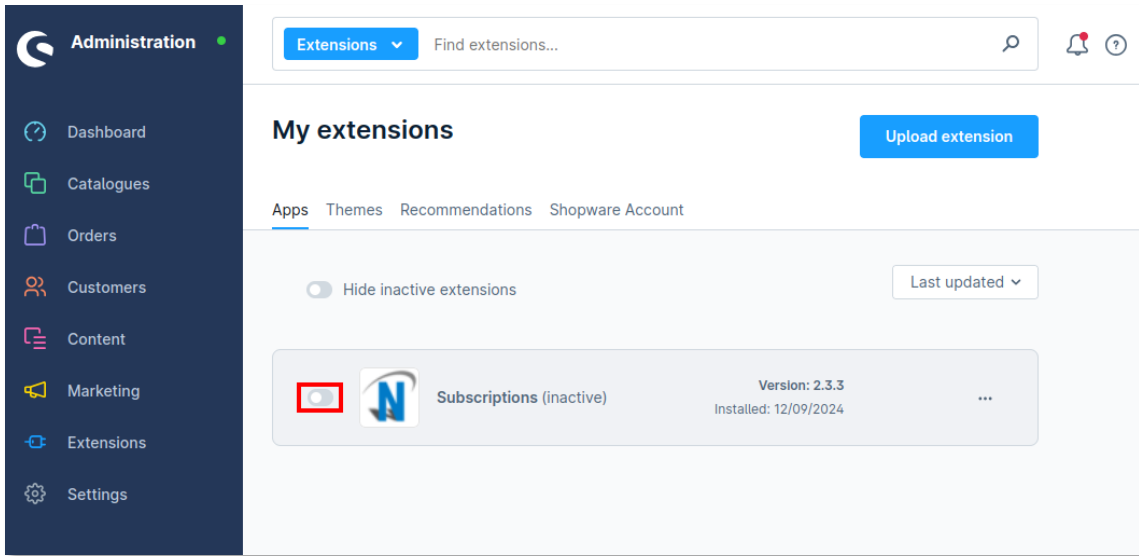 Administration
Extensions
Find extensions...
Dashboard
Catalogues
Orders
Customers
Content
Marketing
Extensions
Settings
My extensions
Upload extension
Apps Themes Recommendations Shopware Account
Hide inactive extensions
Last updated
N
Subscriptions (inactive)
Version: 2.3.3
Installed: 12/09/2024